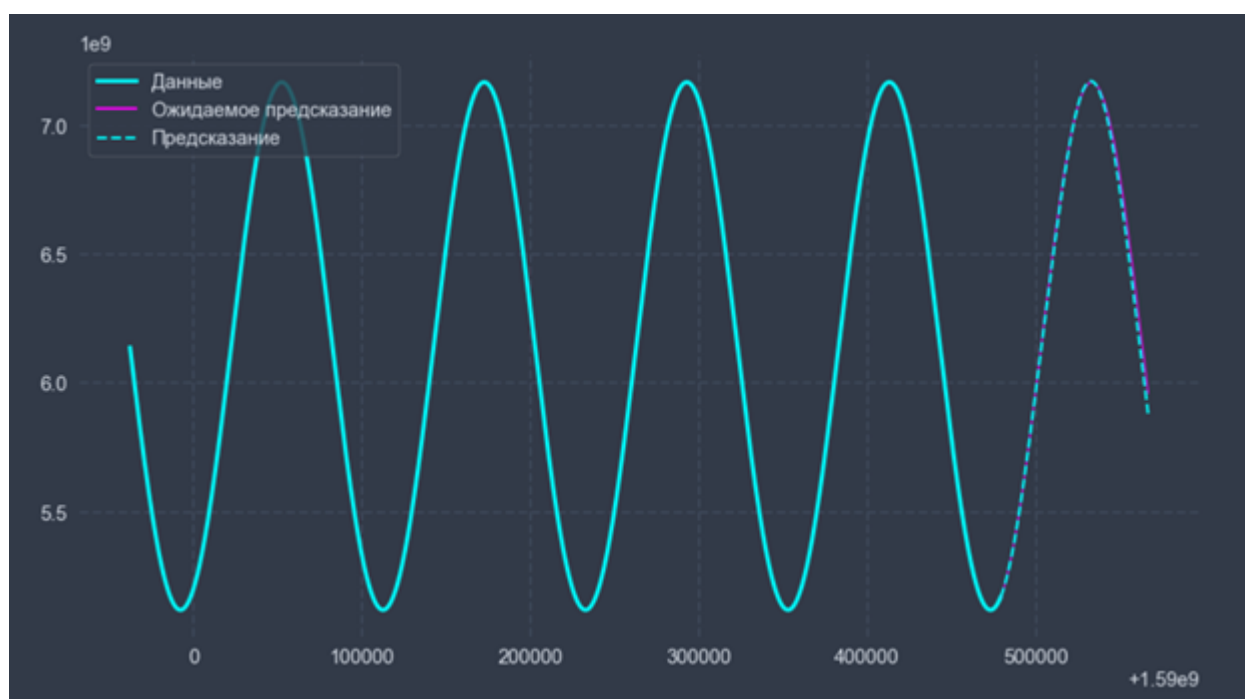 1e9
Данные
Ожидаемое предсказание
Предсказание
7.0
6.5
6.0
5.5
0 100000 200000 300000 400000 500000
+1.59e9